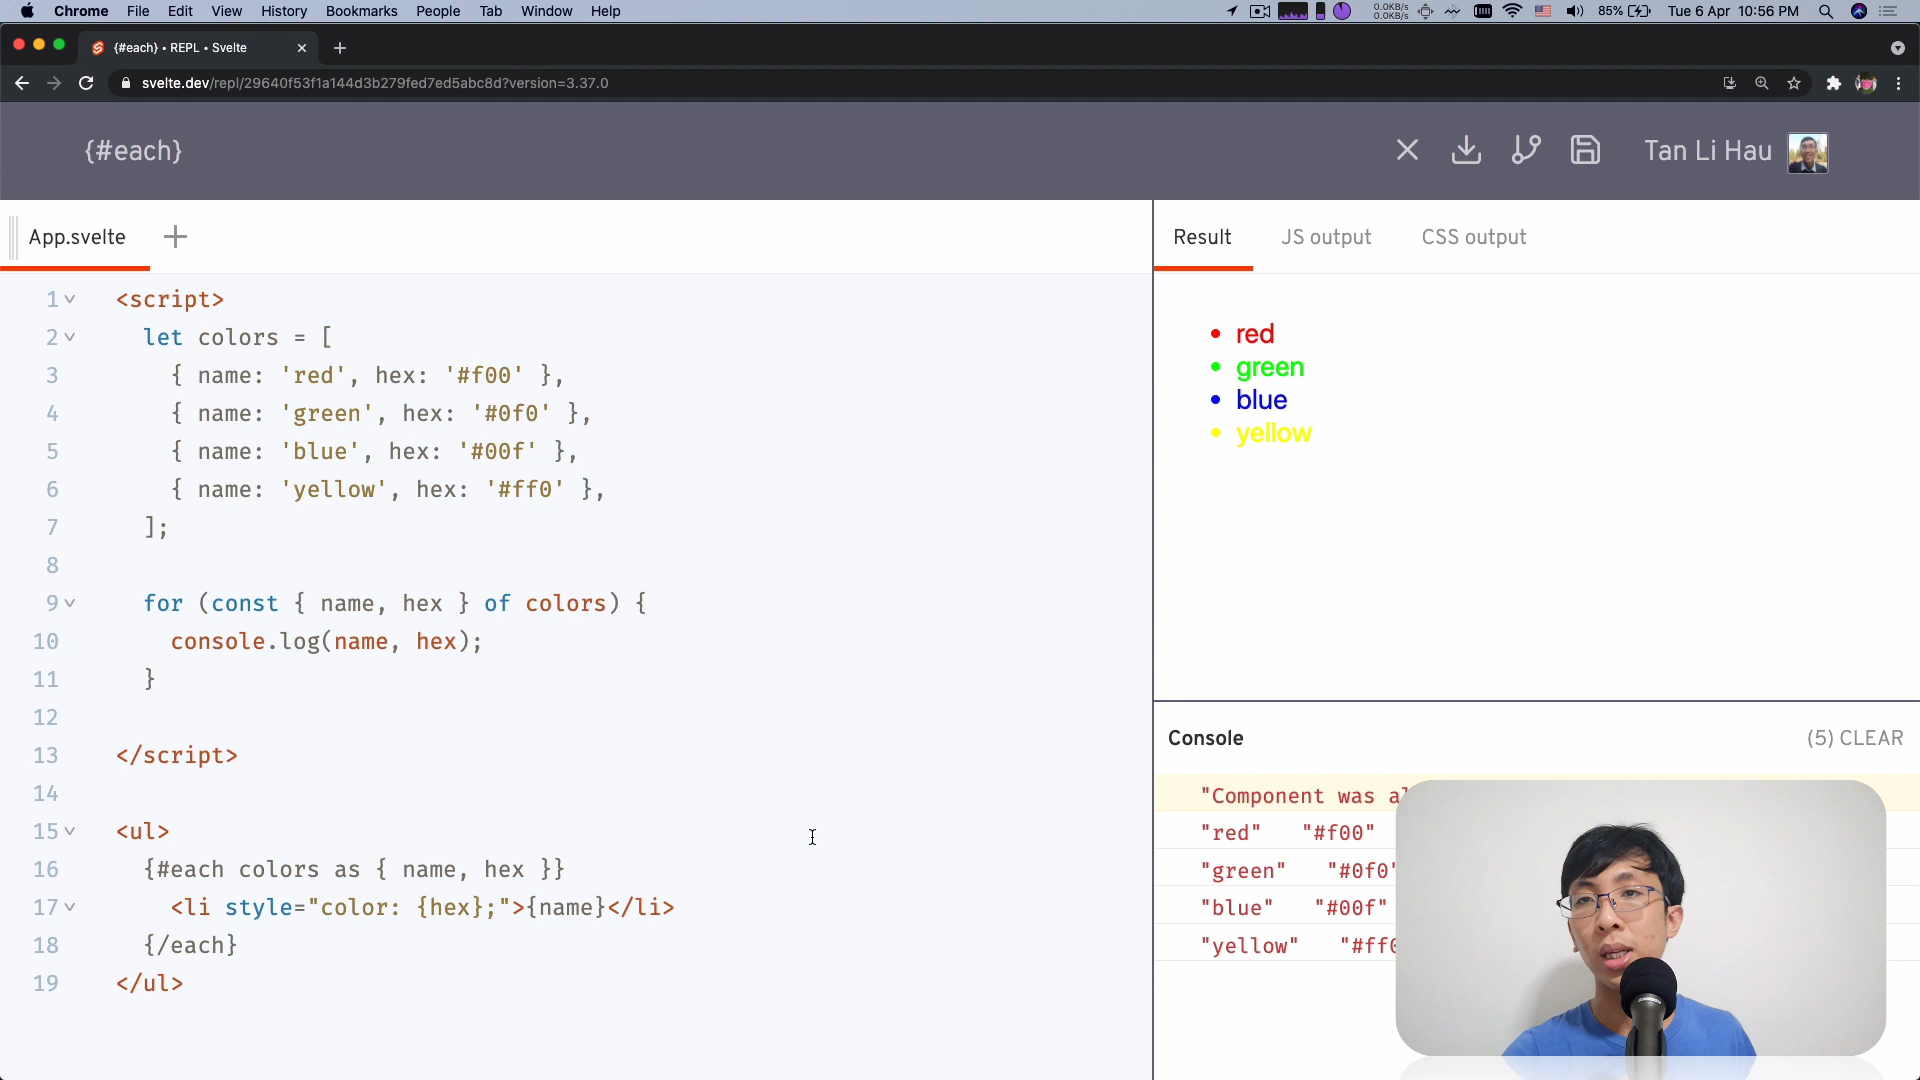 Chrome File Edit View History Bookmarks People Tab Window Help
0.0KB/s
0.0KB/s
85% Tue 6 Apr 10:56 PM
{#each} • REPL • Svelte
svelte.dev/repl/29640f53f1a144d3b279fed7ed5abc8d?version=3.37.0
{#each}
Tan Li Hau
App.svelte
1 <script>
2 let colors = [
3 { name: 'red', hex: '#f00' },
4 { name: 'green', hex: '#0f0' },
5 { name: 'blue', hex: '#00f' },
6 { name: 'yellow', hex: '#ff0' },
7 ];
8
9 for (const { name, hex } of colors) {
10 console.log(name, hex);
11 }
12
13 </script>
14
15 <ul>
16 {#each colors as { name, hex }}
17 <li style="color: {hex};">{name}</li>
18 {/each}
19 </ul>
Result JS output CSS output
• red
• green
• blue
• yellow
Console (5) CLEAR
"Component was
"red" "#f00"
"green" "#0f0'
"blue" "#00f"
"yellow" "#ff0